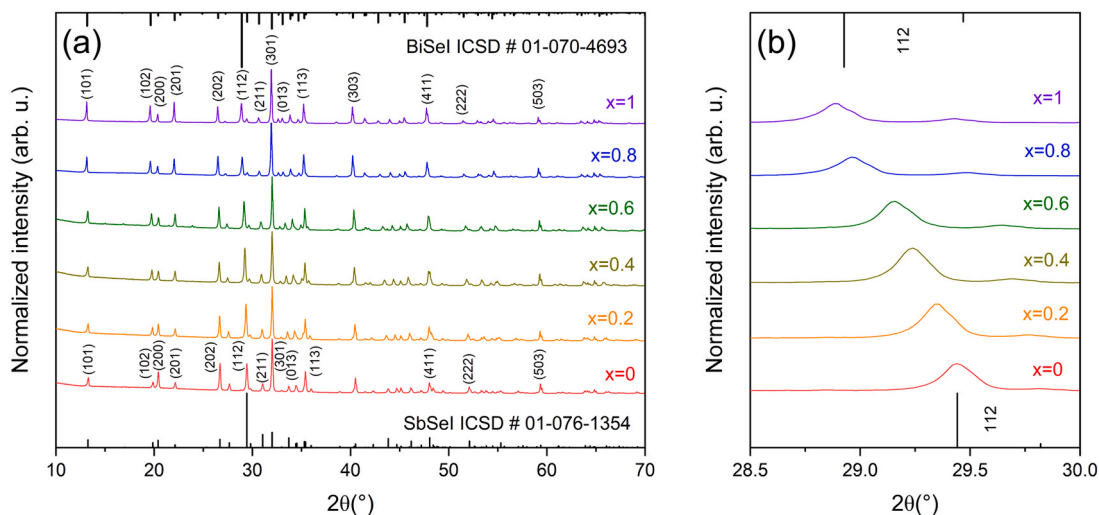 (a)
BiSeI ICSD # 01-070-4693
(101)
(102)
(200)
(201)
(202)
(112)
(211)
(301)
(013)
(113)
(303)
(411)
(222)
(503)
x=1
x=0.8
x=0.6
x=0.4
x=0.2
x=0
(101)
(102)
(200)
(201)
(202)
(112)
(211)
(301)
(013)
(113)
(411)
(222)
(503)
SbSeI ICSD # 01-076-1354
Normalized intensity (arb. u.)
10 20 30 40 50 60 70
2θ(°)
(b)
112
x=1
x=0.8
x=0.6
x=0.4
x=0.2
x=0
112
Normalized intensity (arb. u.)
28.5 29.0 29.5 30.0
2θ(°)